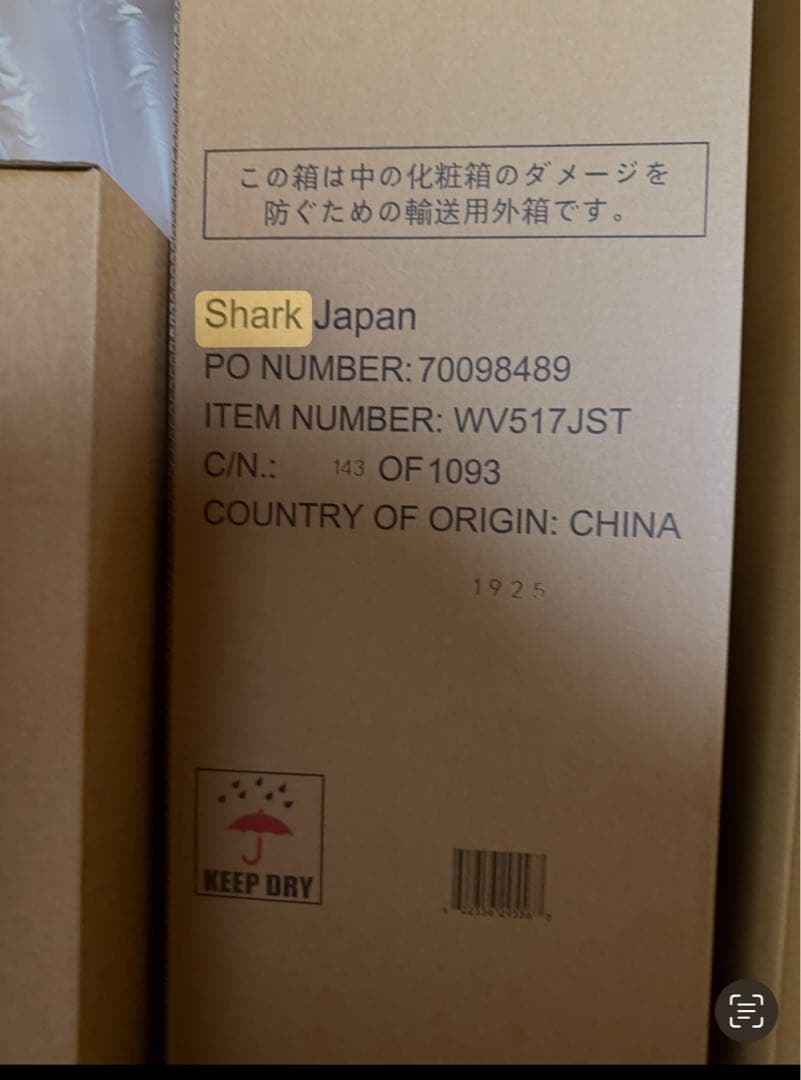 この箱は中の化粧箱のダメージを
防ぐための輸送用外箱です。
Shark Japan
PO NUMBER: 70098489
ITEM NUMBER: WV517JST
C/N.: 143 OF 1093
COUNTRY OF ORIGIN: CHINA
1925
KEEP DRY